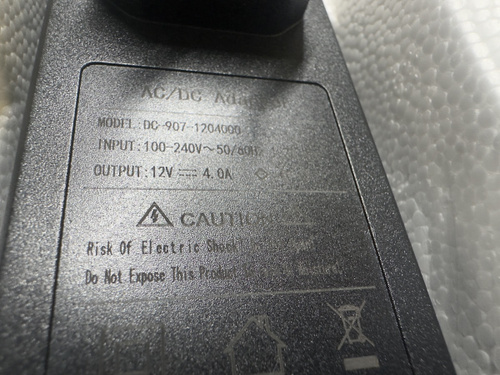 AC/DC Adaptor
MODEL:DC-907-1204000
INPUT:100-240V~50/60Hz
OUTPUT:12V⎓4.0A
CAUTION
Risk Of Electric Shock
Do Not Expose This Product